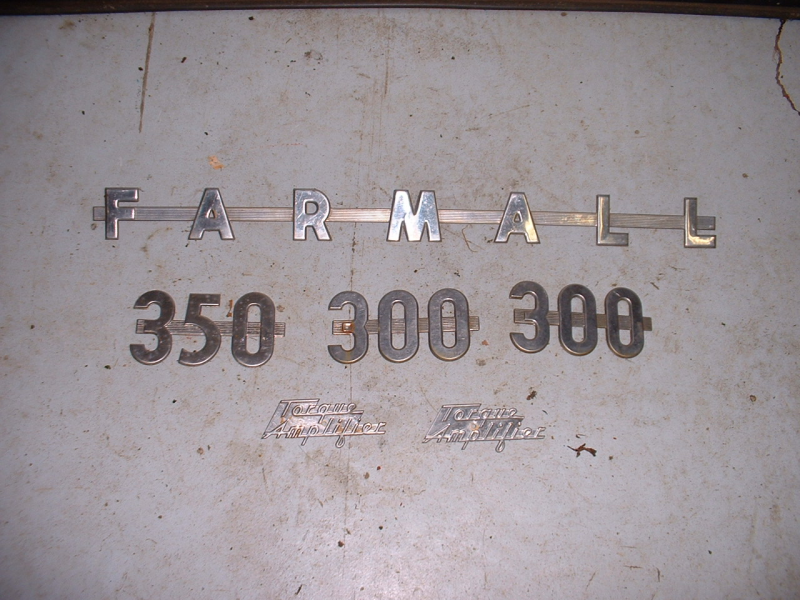 FARMALL
350 300 300
Torque Torque
Amplifier Amplifier